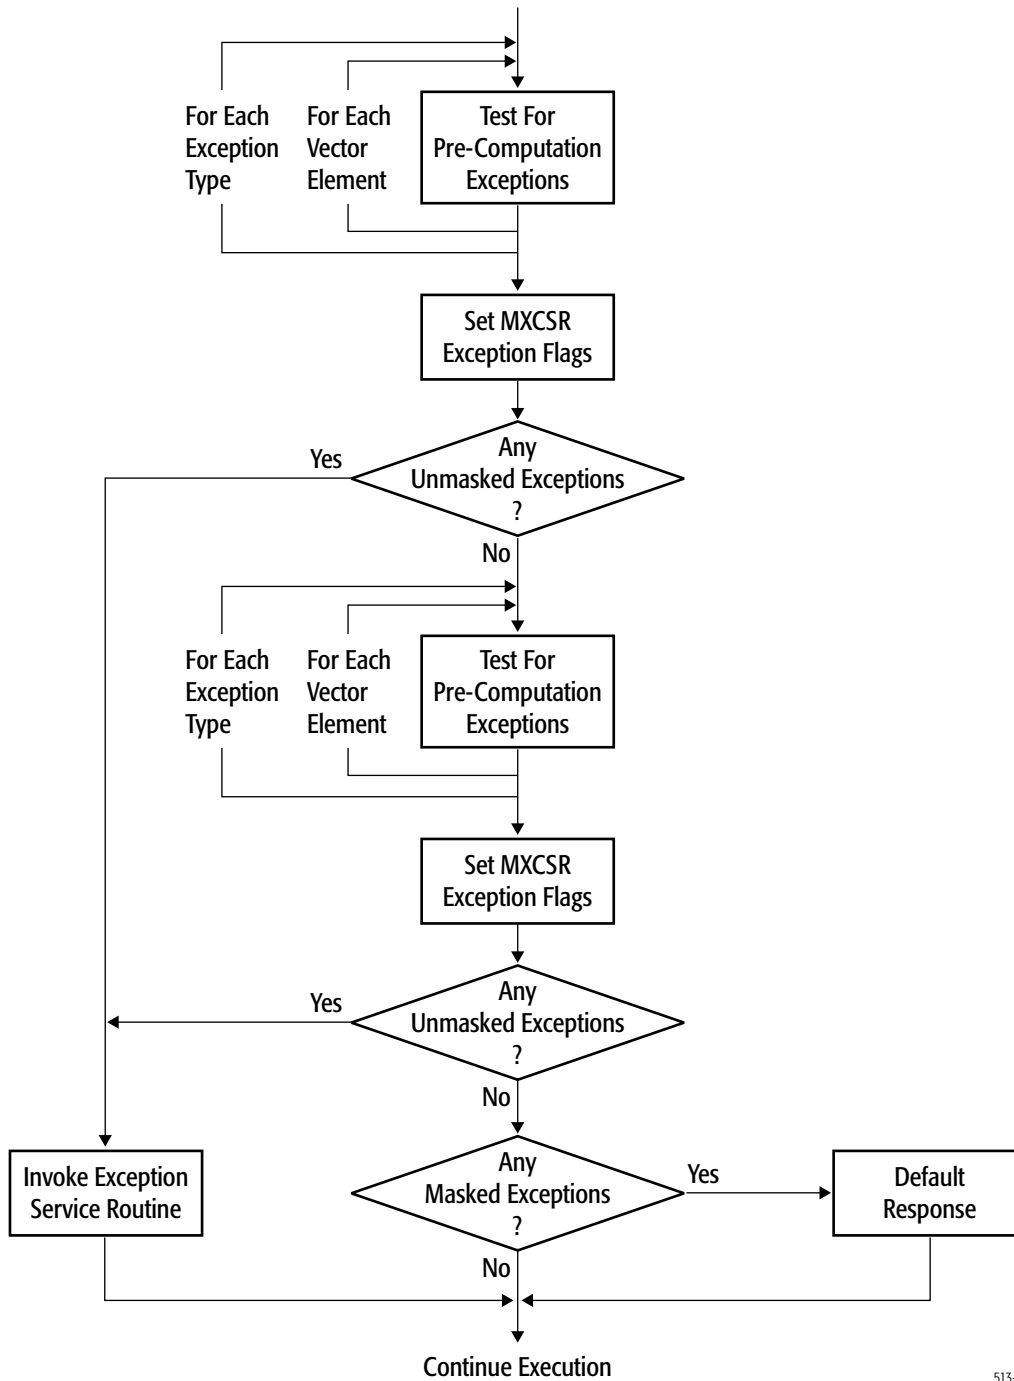 For Each
Exception
Type
For Each
Vector
Element
Test For
Pre-Computation
Exceptions
Set MXCSR
Exception Flags
Yes
Any
Unmasked Exceptions
?
No
For Each
Exception
Type
For Each
Vector
Element
Test For
Pre-Computation
Exceptions
Set MXCSR
Exception Flags
Yes
Any
Unmasked Exceptions
?
No
Invoke Exception
Service Routine
Any
Masked Exceptions
?
Yes
Default
Response
No
Continue Execution
513-